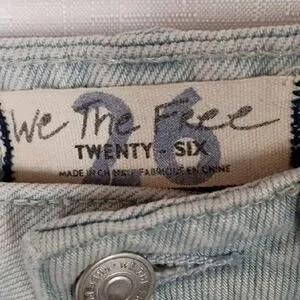 We The Free
26
TWENTY - SIX
MADE IN CHINA FABRIQUÉ EN CHINE